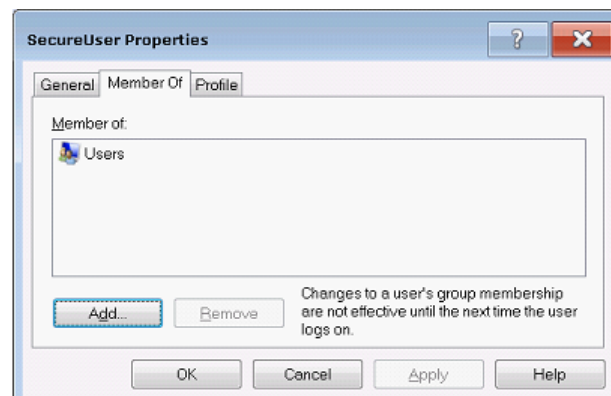 SecureUser Properties
?
General Member Of Profile
Member of:
Users
Add... Remove
Changes to a user's group membership
are not effective until the next time the user
logs on.
OK Cancel Apply Help